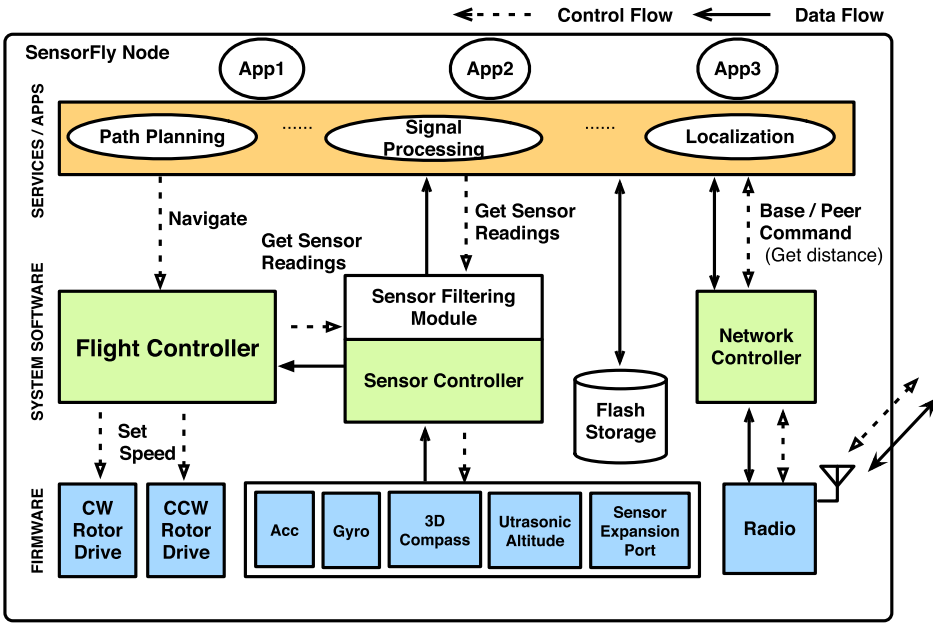 Control Flow
Data Flow
SensorFly Node
App1
App2
App3
SERVICES / APPS
Path Planning
......
Signal
Processing
......
Localization
Navigate
Get Sensor
Readings
Get Sensor
Readings
Base / Peer
Command
(Get distance)
SYSTEM SOFTWARE
Flight Controller
Sensor Filtering
Module
Sensor Controller
Flash
Storage
Network
Controller
Set
Speed
FIRMWARE
CW
Rotor
Drive
CCW
Rotor
Drive
Acc
Gyro
3D
Compass
Utrasonic
Altitude
Sensor
Expansion
Port
Radio